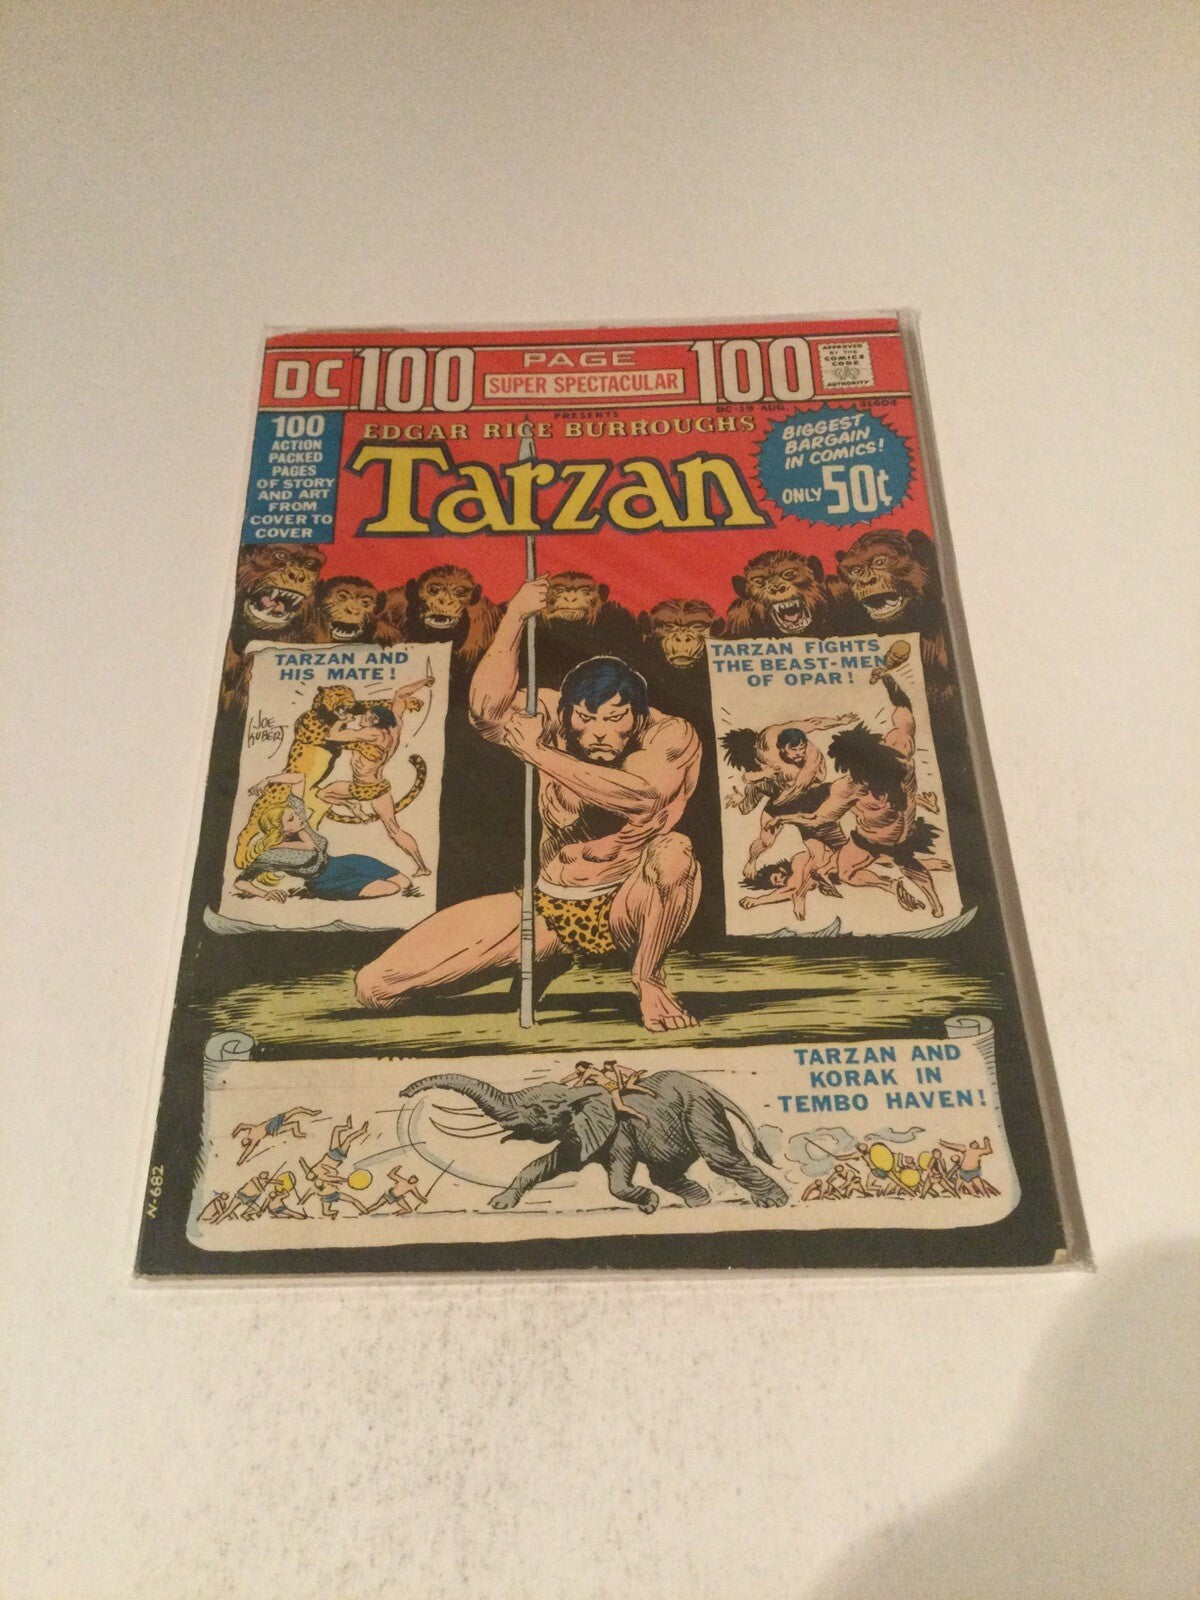 DC 100 PAGE 100
SUPER SPECTACULAR
APPROVED
BY THE
COMICS
CODE
AUTHORITY
PRESENTS
DC-19 AUG.
31604
100
ACTION
PACKED
PAGES
OF STORY
AND ART
FROM
COVER TO
COVER
EDGAR RICE BURROUGHS
Tarzan
BIGGEST
BARGAIN
IN COMICS!
ONLY 50¢
TARZAN AND
HIS MATE!
JOE
KUBERT
TARZAN FIGHTS
THE BEAST-MEN
OF OPAR!
TARZAN AND
KORAK IN
TEMBO HAVEN!
N-682